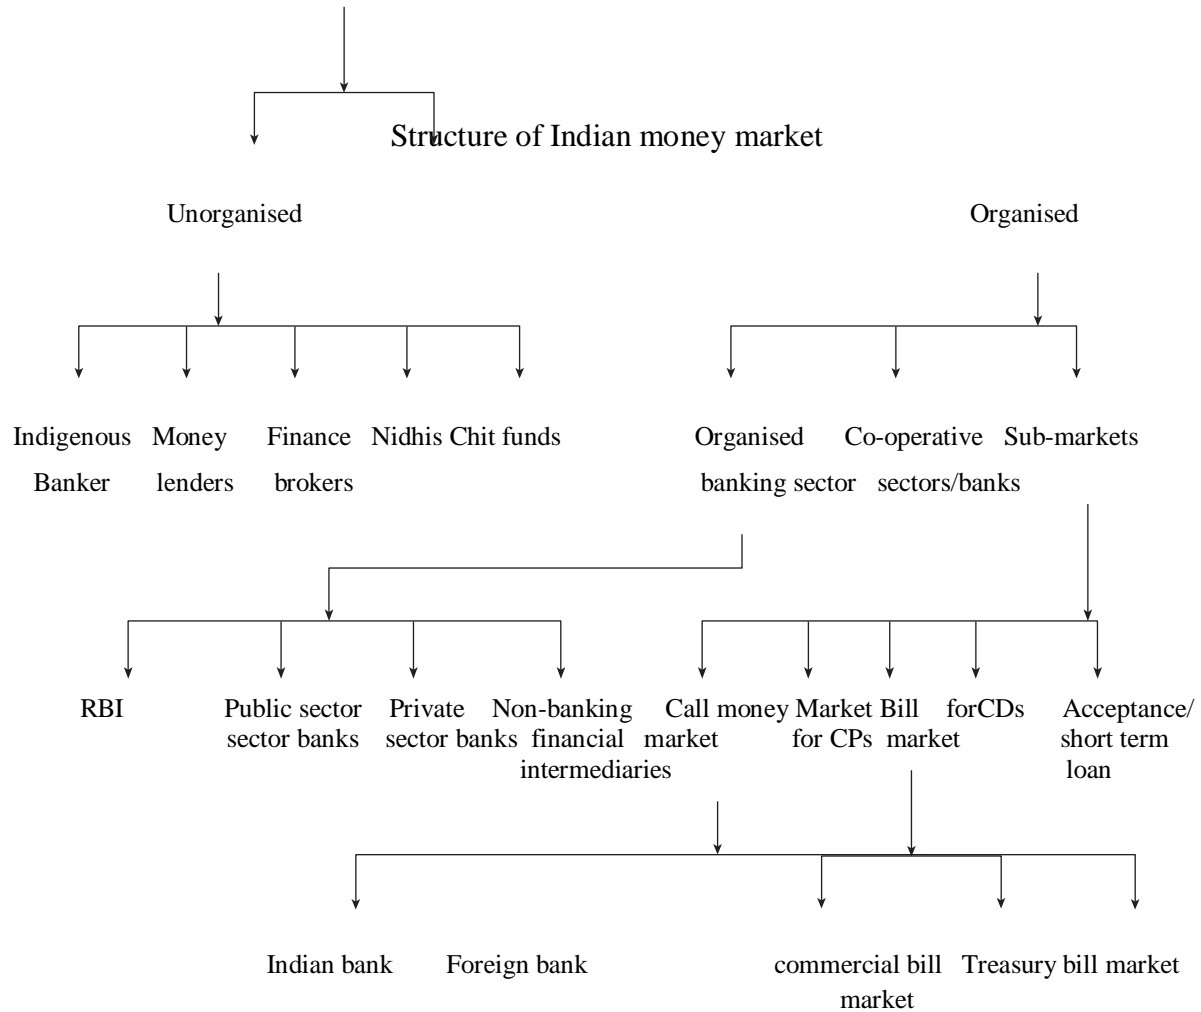 Structure of Indian money market
Unorganised Organised
Indigenous Money Finance Nidhis Chit funds Organised Co-operative Sub-markets
Banker lenders brokers banking sector sectors/banks
RBI Public sector Private Non-banking Call money Market Bill forCDs Acceptance/
sector banks sector banks financial market for CPs market short term
intermediaries loan
Indian bank Foreign bank commercial bill Treasury bill market
market